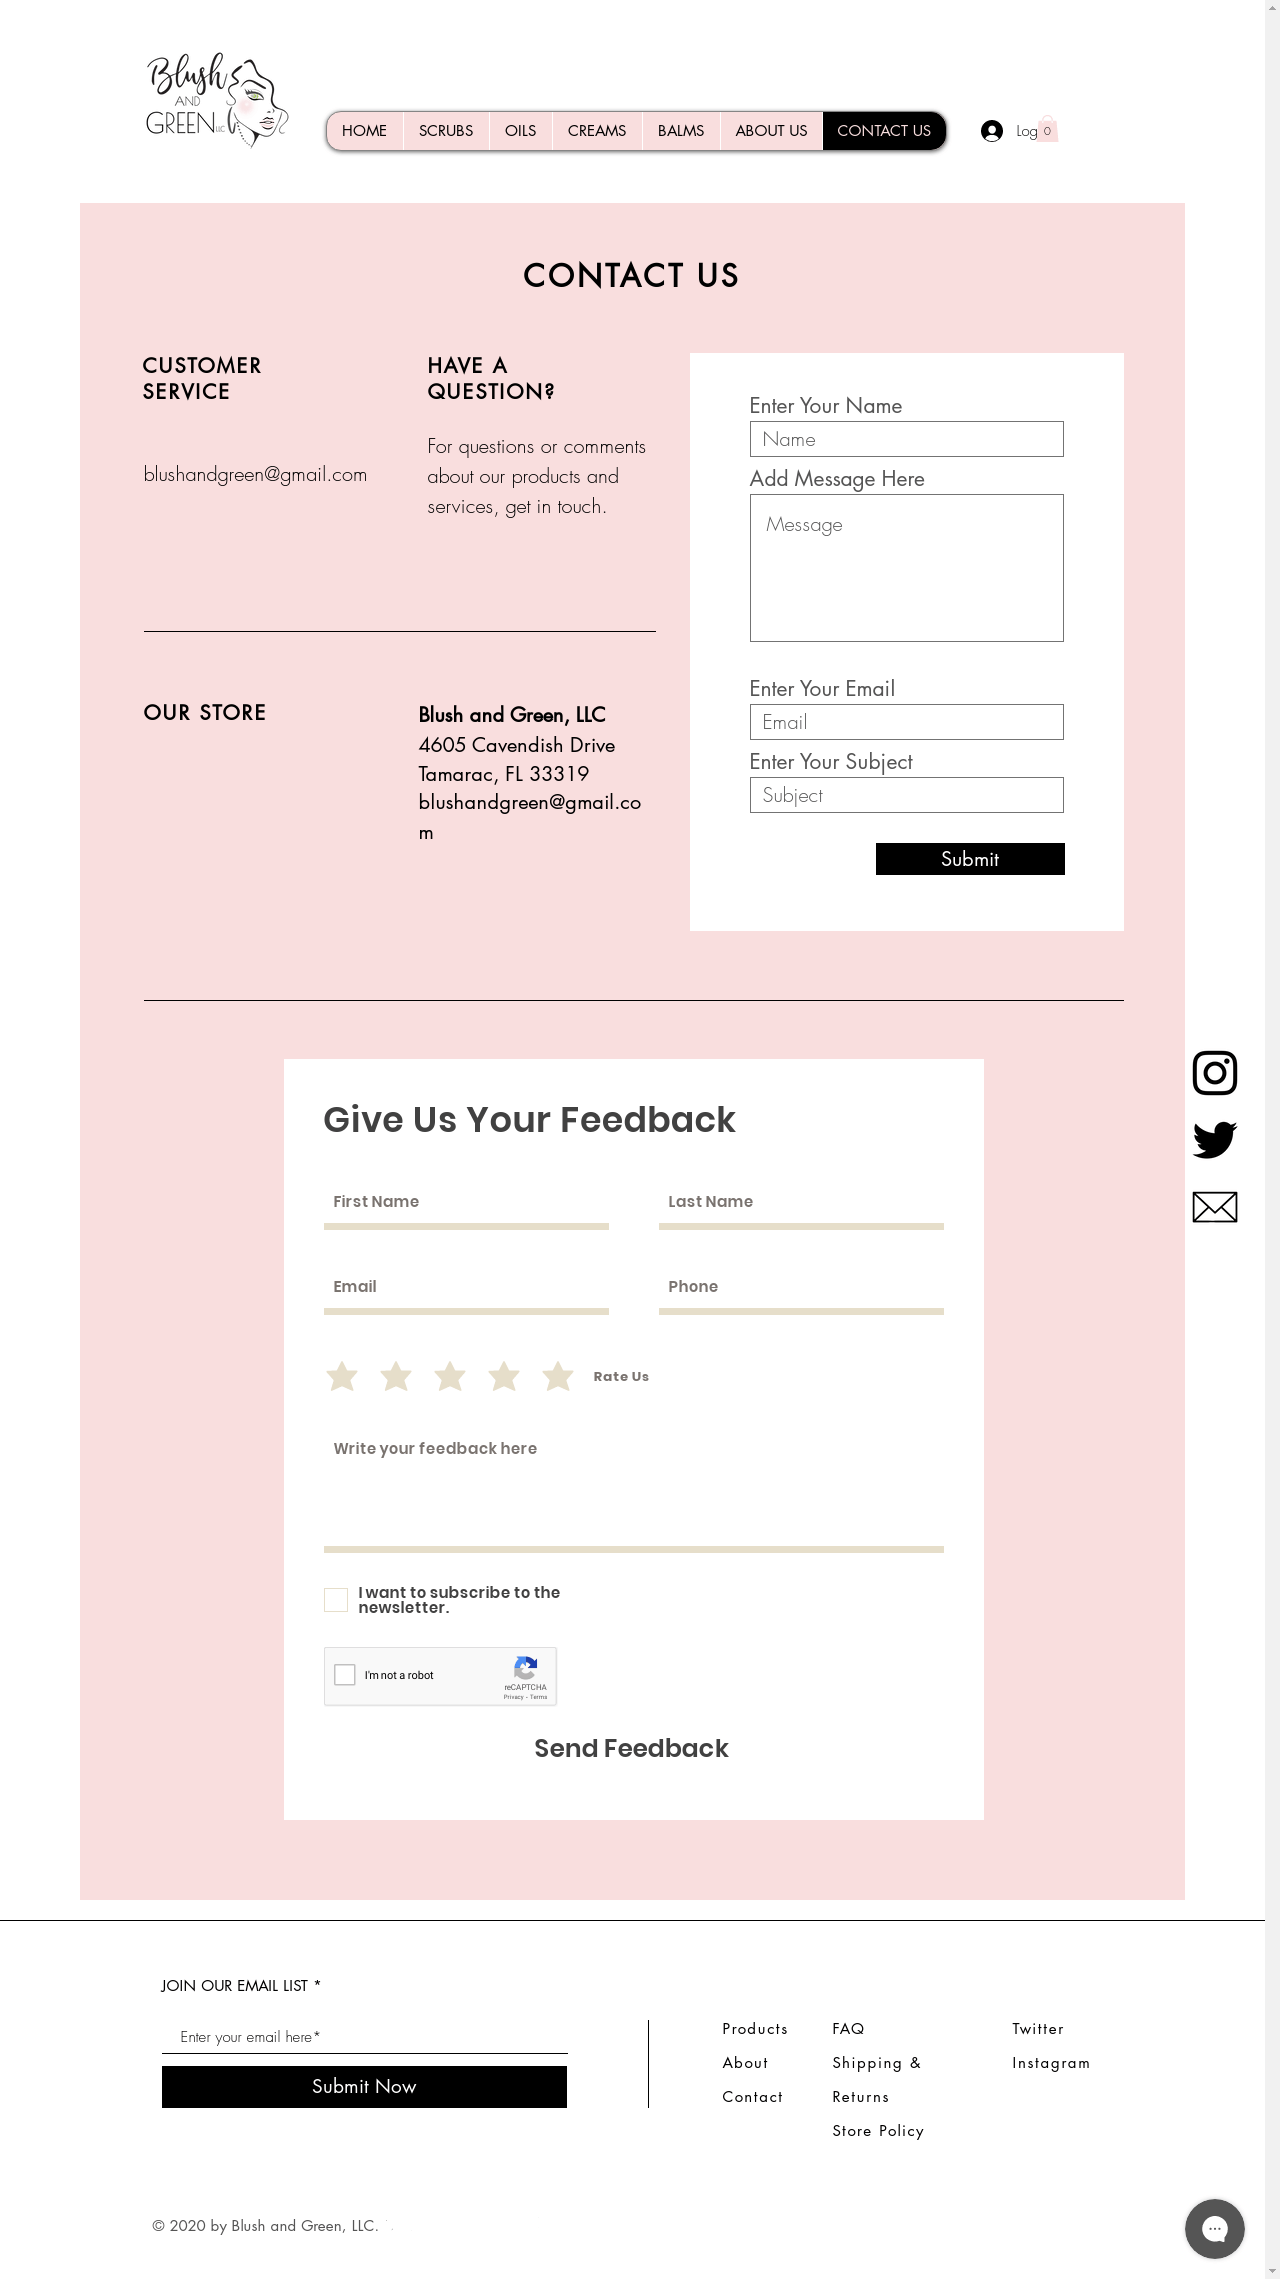 Blush
AND
GREEN LLC
HOME
SCRUBS
OILS
CREAMS
BALMS
ABOUT US
CONTACT US
Log
0
CONTACT US
CUSTOMER
SERVICE
blushandgreen@gmail.com
HAVE A
QUESTION?
For questions or comments
about our products and
services, get in touch.
OUR STORE
Blush and Green, LLC
4605 Cavendish Drive
Tamarac, FL 33319
blushandgreen@gmail.co
m
Enter Your Name
Name
Add Message Here
Message
Enter Your Email
Email
Enter Your Subject
Subject
Submit
Give Us Your Feedback
First Name
Last Name
Email
Phone
Rate Us
Write your feedback here
I want to subscribe to the
newsletter.
I'm not a robot
reCAPTCHA
Privacy - Terms
Send Feedback
JOIN OUR EMAIL LIST *
Enter your email here*
Submit Now
Products
About
Contact
FAQ
Shipping &
Returns
Store Policy
Twitter
Instagram
© 2020 by Blush and Green, LLC.